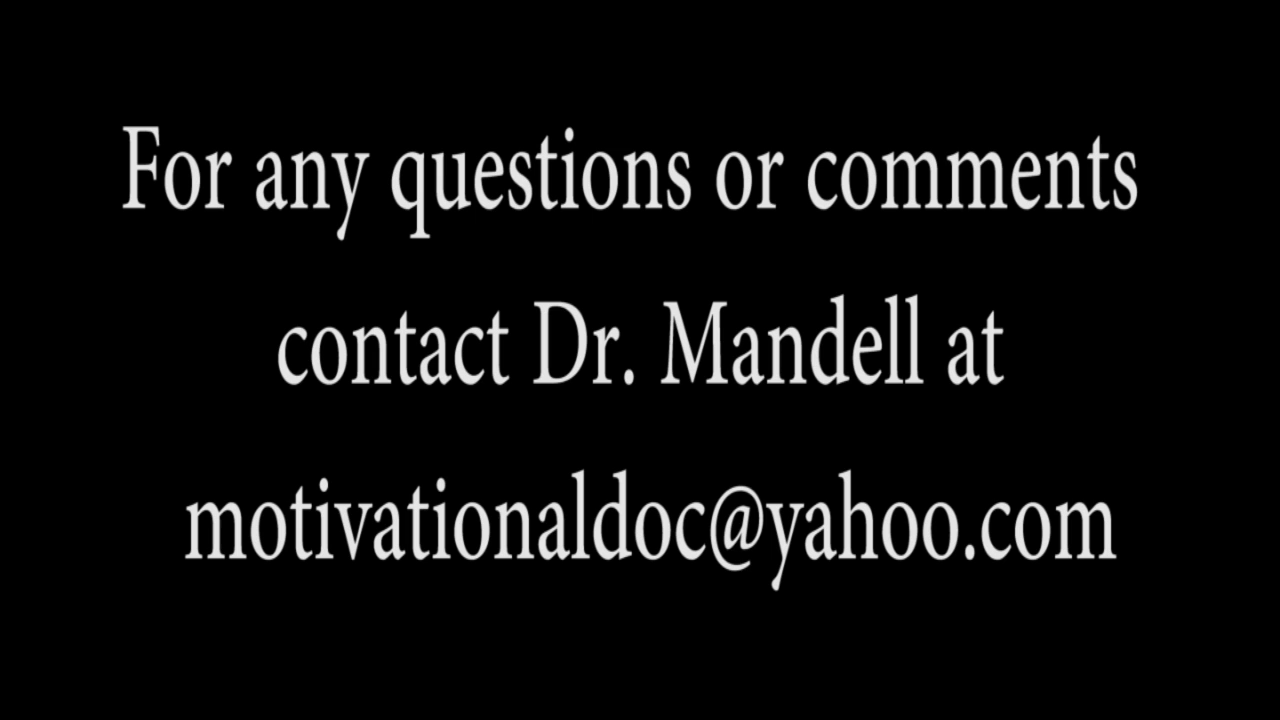 For any questions or comments
contact Dr. Mandell at
motivationaldoc@yahoo.com